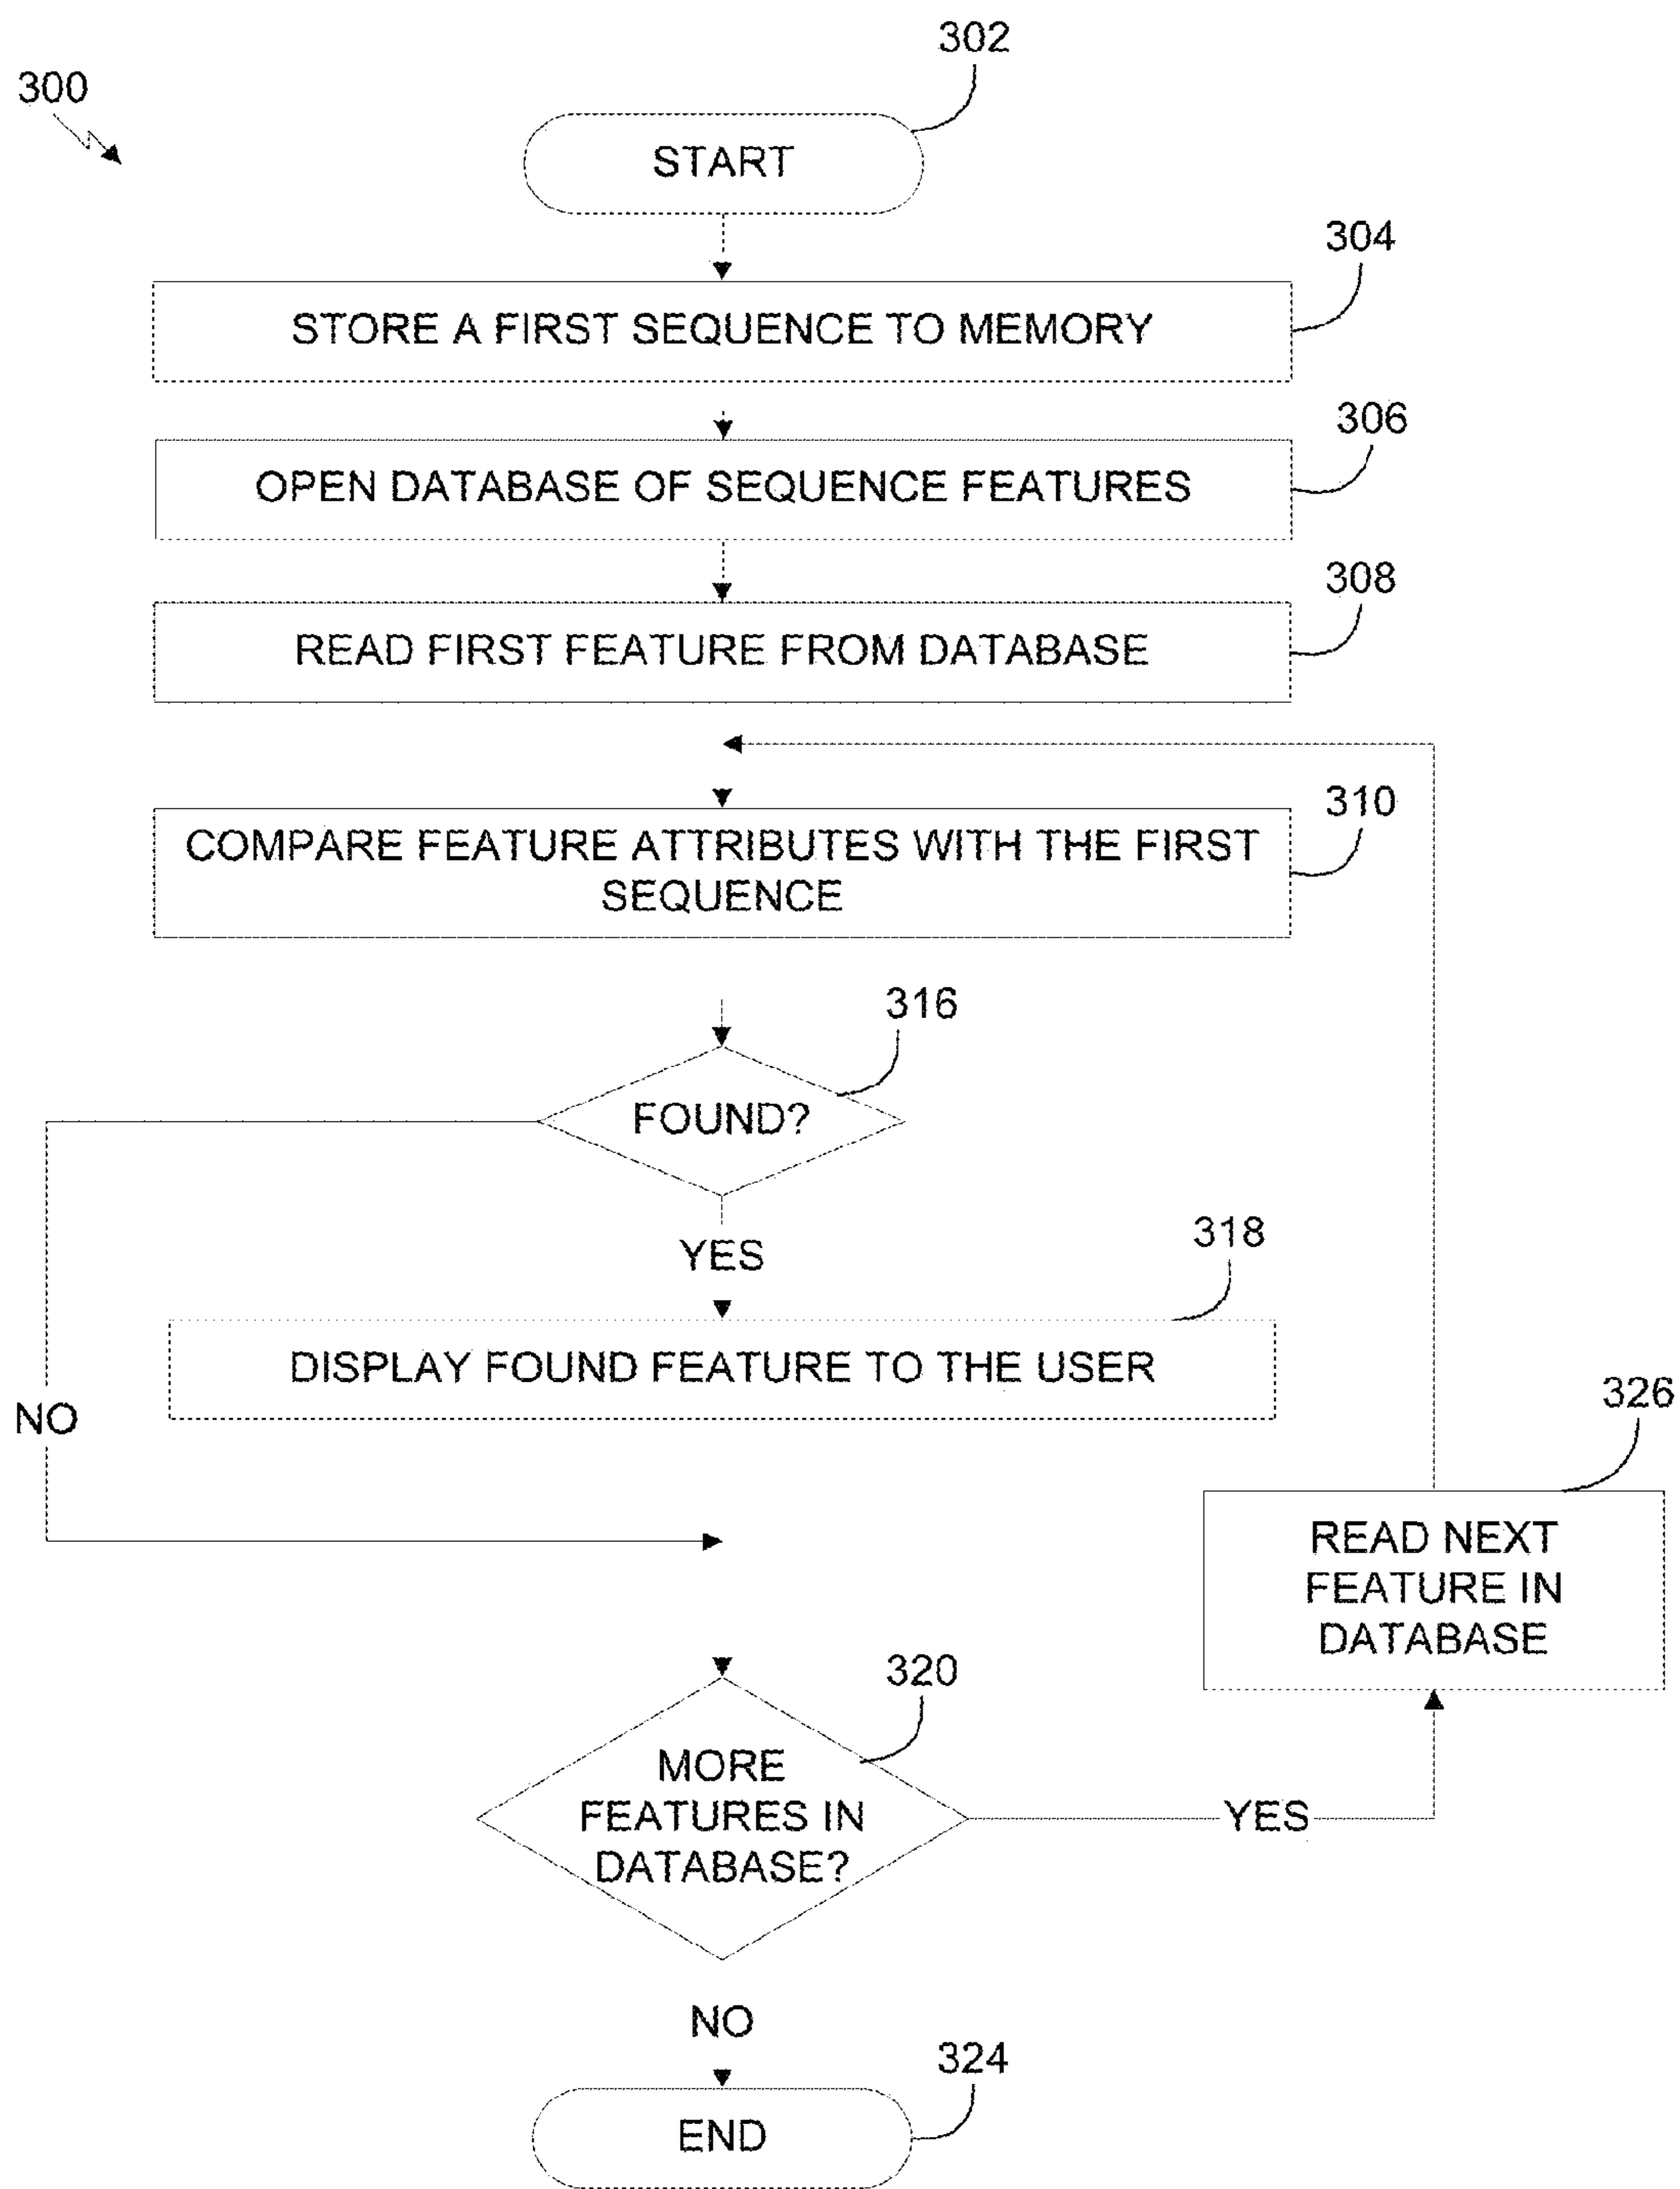 302
300
START
304
STORE A FIRST SEQUENCE TO MEMORY
306
OPEN DATABASE OF SEQUENCE FEATURES
308
READ FIRST FEATURE FROM DATABASE
310
COMPARE FEATURE ATTRIBUTES WITH THE FIRST
SEQUENCE
316
FOUND?
YES
318
DISPLAY FOUND FEATURE TO THE USER
NO
326
READ NEXT
FEATURE IN
DATABASE
320
MORE
FEATURES IN
DATABASE?
YES
NO
324
END